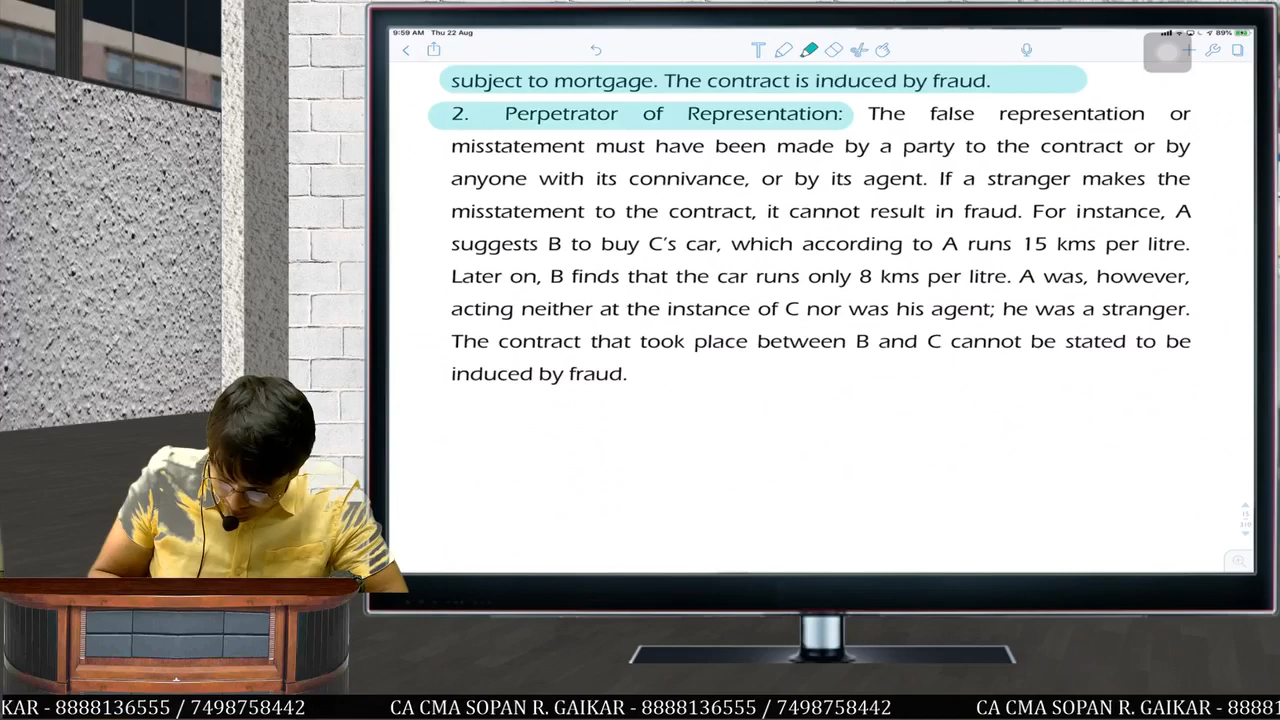 9:59 AM Thu 22 Aug
89%
T
subject to mortgage. The contract is induced by fraud.
2. Perpetrator of Representation: The false representation or
misstatement must have been made by a party to the contract or by
anyone with its connivance, or by its agent. If a stranger makes the
misstatement to the contract, it cannot result in fraud. For instance, A
suggests B to buy C's car, which according to A runs 15 kms per litre.
Later on, B finds that the car runs only 8 kms per litre. A was, however,
acting neither at the instance of C nor was his agent; he was a stranger.
The contract that took place between B and C cannot be stated to be
induced by fraud.
15
310
KAR - 8888136555 / 7498758442 CA CMA SOPAN R. GAIKAR - 8888136555 / 7498758442 CA CMA SOPAN R. GAIKAR - 8888